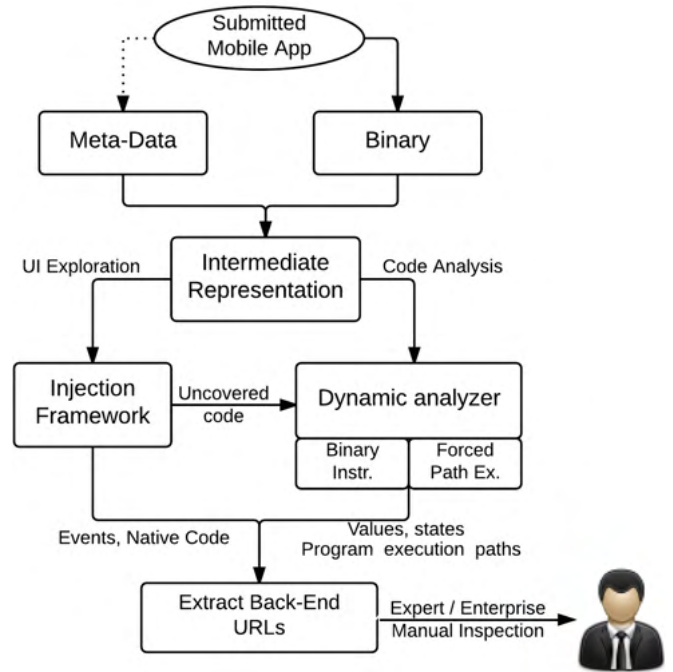 Submitted
Mobile App
Meta-Data
Binary
UI Exploration
Intermediate
Representation
Code Analysis
Injection
Framework
Uncovered
code
Dynamic analyzer
Binary
Instr.
Forced
Path Ex.
Events, Native Code
Values, states
Program execution paths
Extract Back-End
URLs
Expert / Enterprise
Manual Inspection